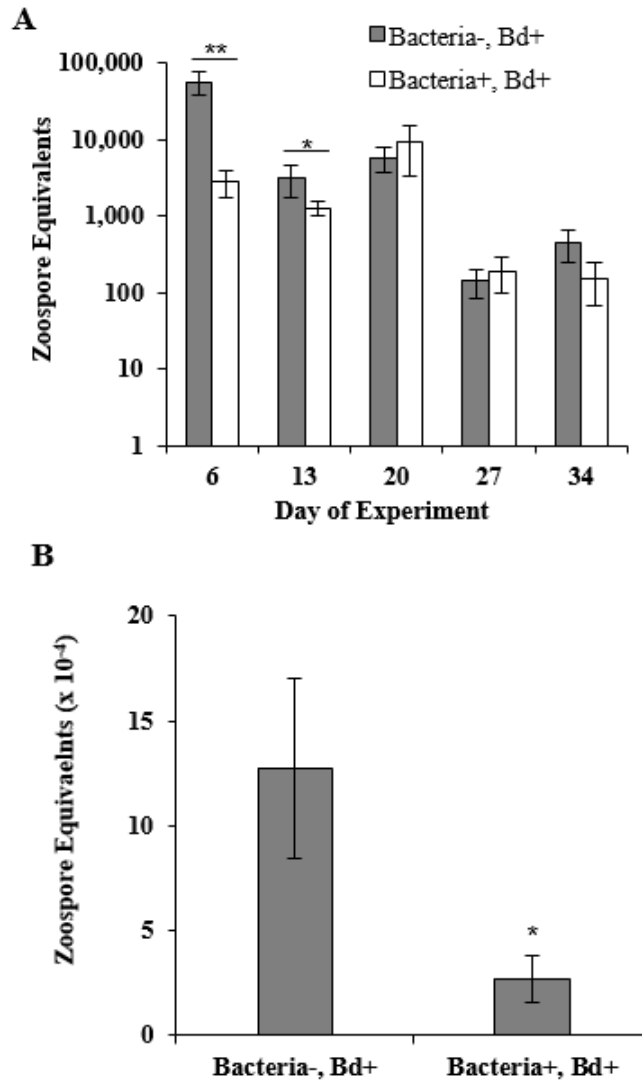 A
Bacteria-, Bd+
Bacteria+, Bd+
**
*
100,000
10,000
1,000
100
10
1
Zoospore Equivalents
6 13 20 27 34
Day of Experiment
B
Zoospore Equivaelnts (x 10⁻⁴)
20
15
10
5
0
*
Bacteria-, Bd+ Bacteria+, Bd+